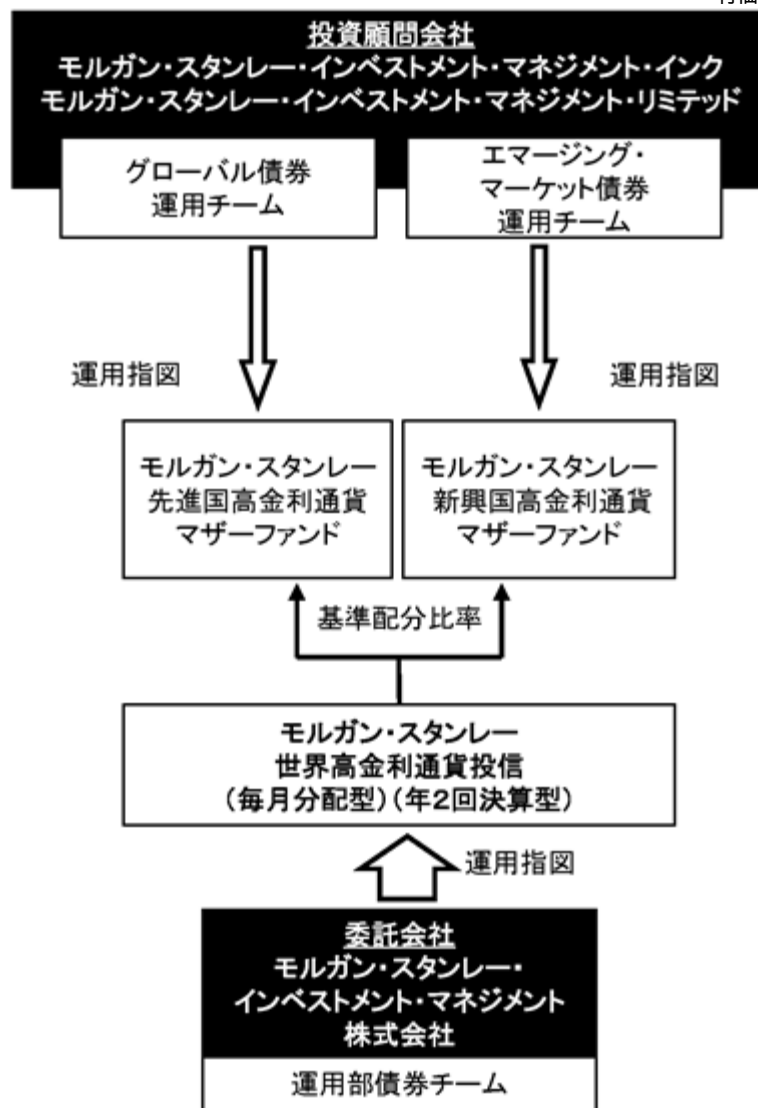 投資顧問会社
モルガン・スタンレー・インベストメント・マネジメント・インク
モルガン・スタンレー・インベストメント・マネジメント・リミテッド
グローバル債券
運用チーム
エマージング・
マーケット債券
運用チーム
運用指図
運用指図
モルガン・スタンレー
先進国高金利通貨
マザーファンド
モルガン・スタンレー
新興国高金利通貨
マザーファンド
基準配分比率
モルガン・スタンレー
世界高金利通貨投信
（毎月分配型）（年２回決算型）
運用指図
委託会社
モルガン・スタンレー・
インベストメント・マネジメント
株式会社
運用部債券チーム